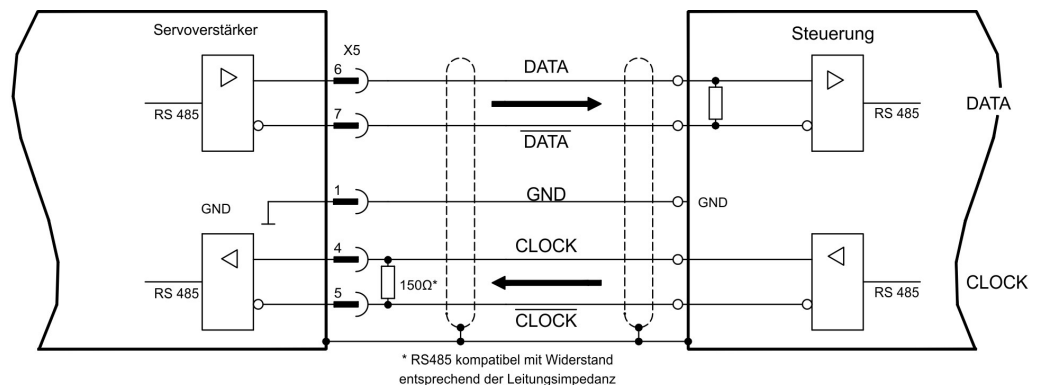 Servoverstärker
Steuerung
X5
6
DATA
RS 485
RS 485
DATA
7
DATA
1
GND
GND
GND
4
CLOCK
RS 485
150Ω*
RS 485
CLOCK
5
CLOCK
* RS485 kompatibel mit Widerstand
entsprechend der Leitungsimpedanz